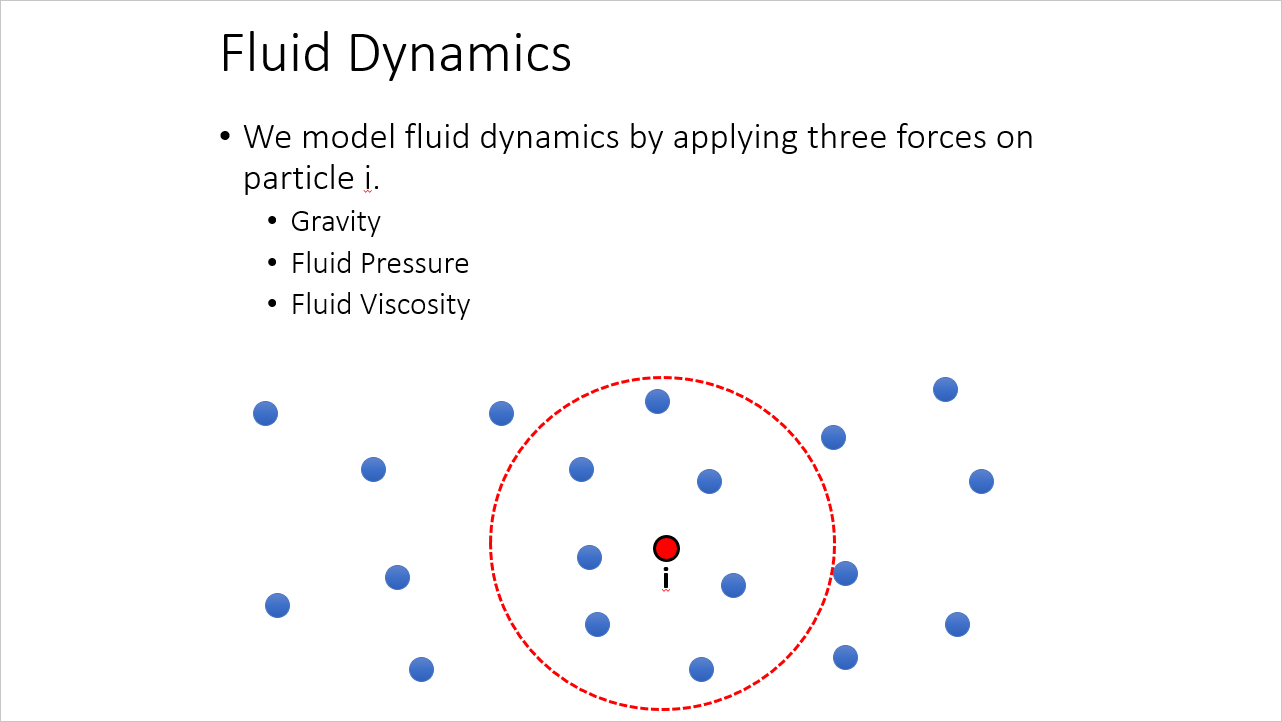 Fluid Dynamics
• We model fluid dynamics by applying three forces on
particle i.
• Gravity
• Fluid Pressure
• Fluid Viscosity
i